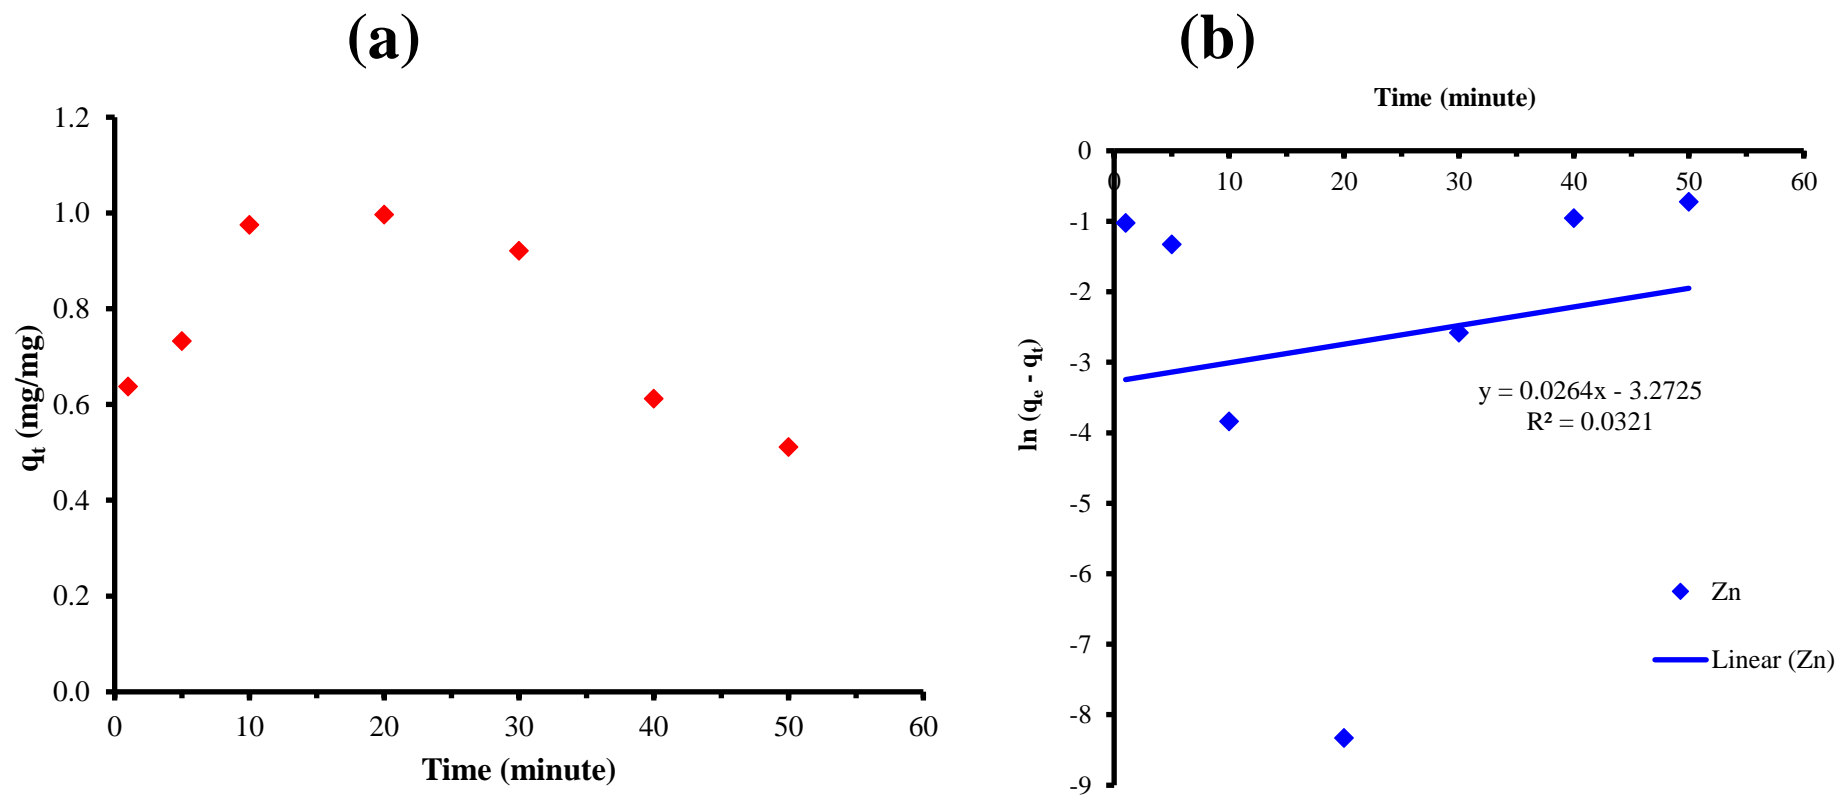 (a)
1.2
1.0
0.8
0.6
0.4
0.2
0.0
qt (mg/mg)
0 10 20 30 40 50 60
Time (minute)
(b)
Time (minute)
0 10 20 30 40 50 60
0
-1
-2
-3
-4
-5
-6
-7
-8
-9
ln (qe - qt)
y = 0.0264x - 3.2725
R² = 0.0321
Zn
Linear (Zn)